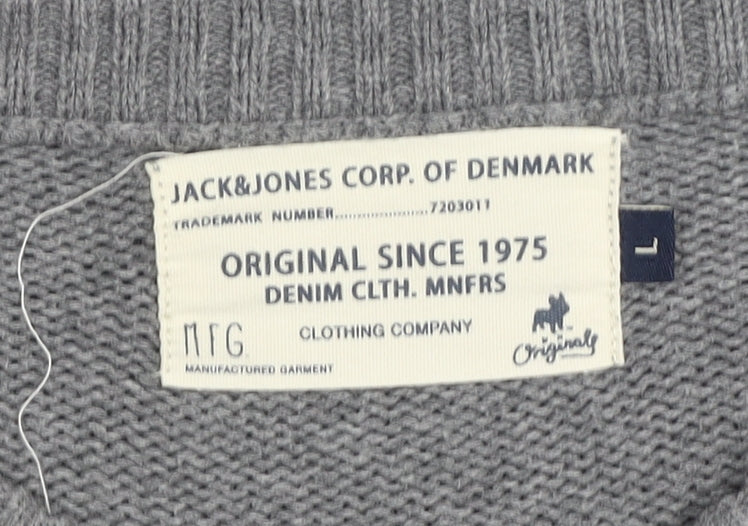 JACK&JONES CORP. OF DENMARK
TRADEMARK NUMBER......................7203011
ORIGINAL SINCE 1975
DENIM CLTH. MNFRS
MFG. CLOTHING COMPANY
MANUFACTURED GARMENT
Originals
L